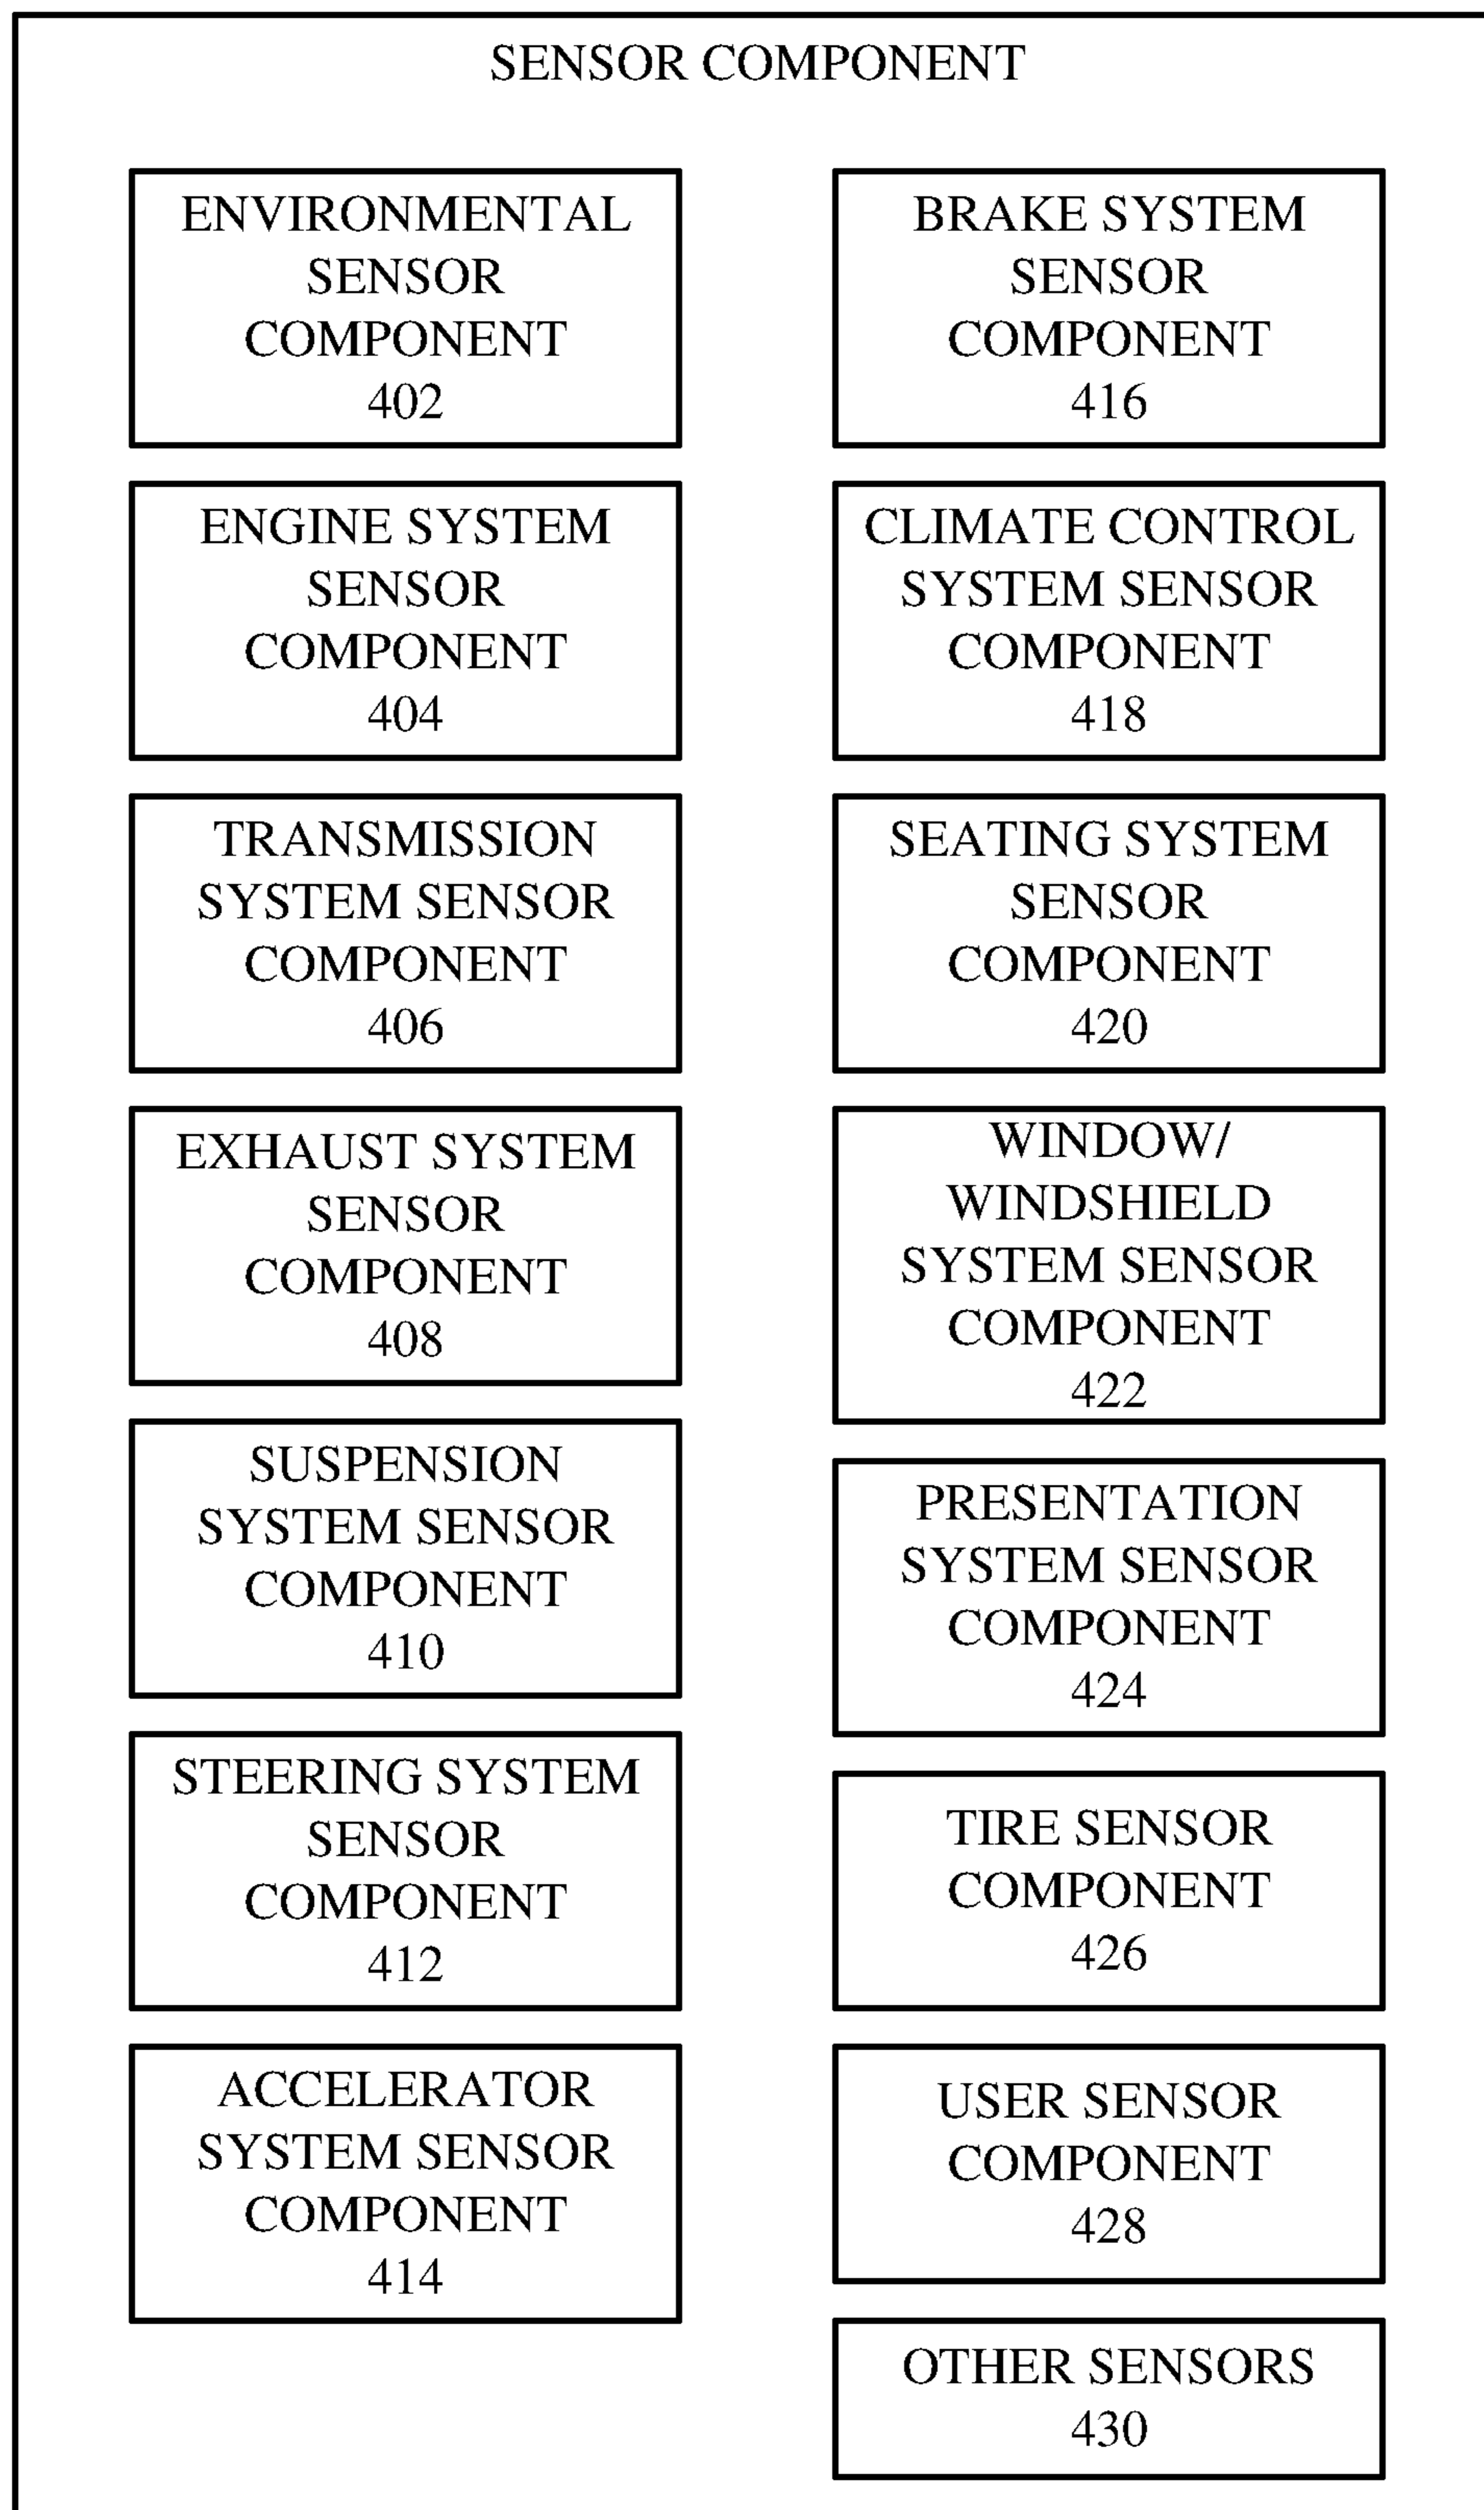 SENSOR COMPONENT
ENVIRONMENTAL
SENSOR
COMPONENT
402
ENGINE SYSTEM
SENSOR
COMPONENT
404
TRANSMISSION
SYSTEM SENSOR
COMPONENT
406
EXHAUST SYSTEM
SENSOR
COMPONENT
408
SUSPENSION
SYSTEM SENSOR
COMPONENT
410
STEERING SYSTEM
SENSOR
COMPONENT
412
ACCELERATOR
SYSTEM SENSOR
COMPONENT
414
BRAKE SYSTEM
SENSOR
COMPONENT
416
CLIMATE CONTROL
SYSTEM SENSOR
COMPONENT
418
SEATING SYSTEM
SENSOR
COMPONENT
420
WINDOW/
WINDSHIELD
SYSTEM SENSOR
COMPONENT
422
PRESENTATION
SYSTEM SENSOR
COMPONENT
424
TIRE SENSOR
COMPONENT
426
USER SENSOR
COMPONENT
428
OTHER SENSORS
430